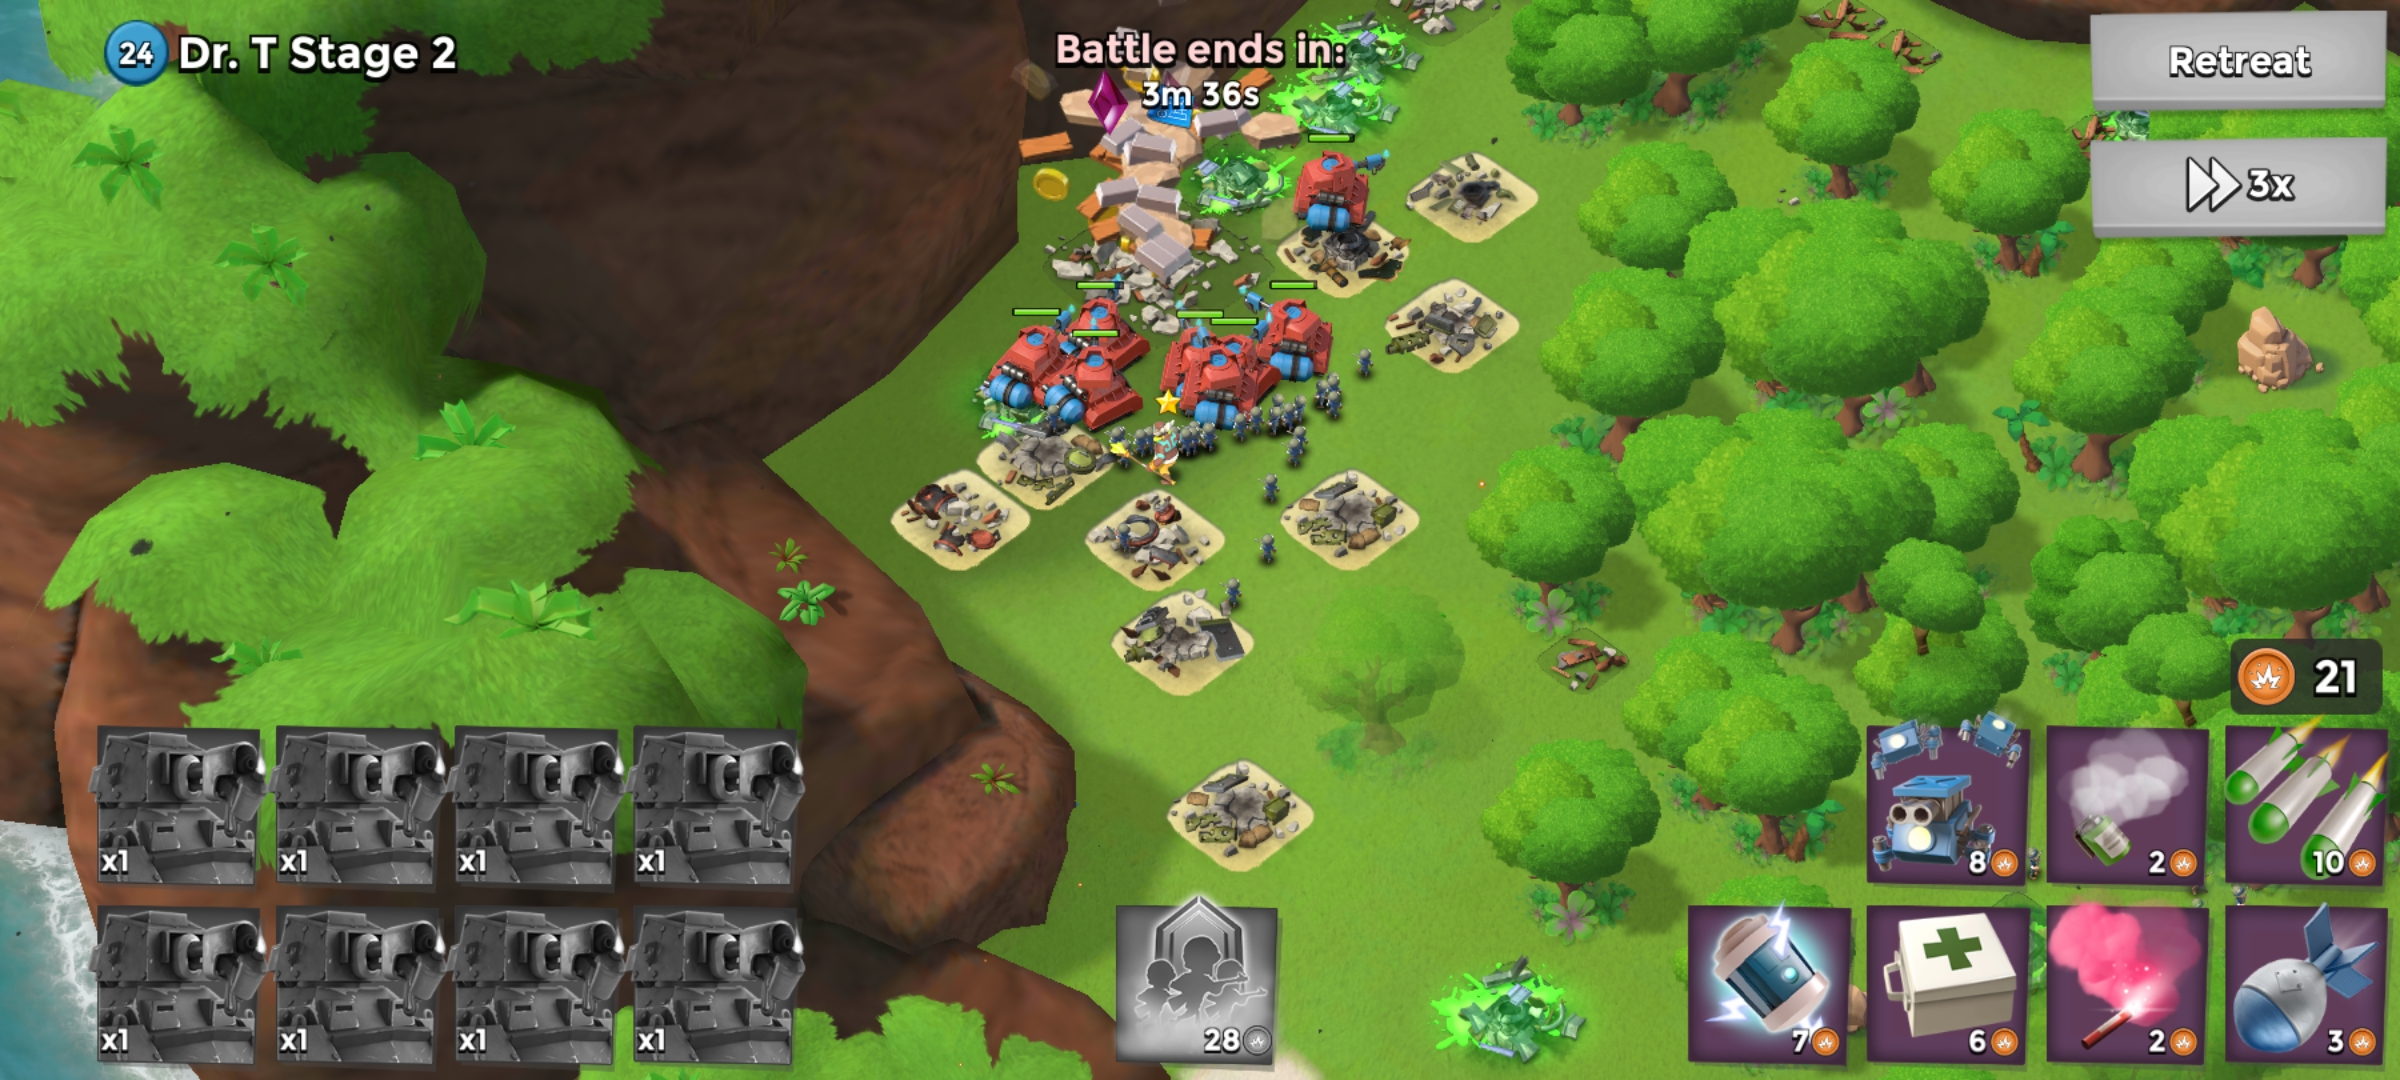 24 Dr. T Stage 2
Battle ends in:
3m 36s
Retreat
3x
21
8
2
10
x1
x1
x1
x1
x1
x1
x1
x1
28
7
6
2
3